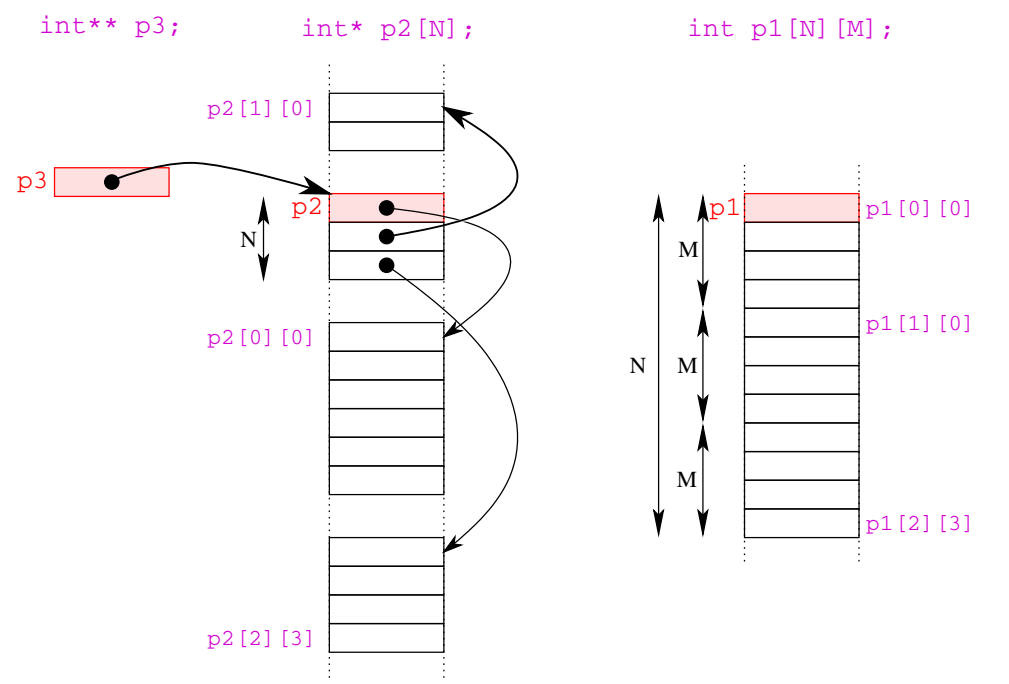 int** p3;
int* p2[N];
int p1[N][M];
p2[1][0]
p3
p2
p1
p1[0][0]
N
M
p2[0][0]
p1[1][0]
N
M
M
p1[2][3]
p2[2][3]